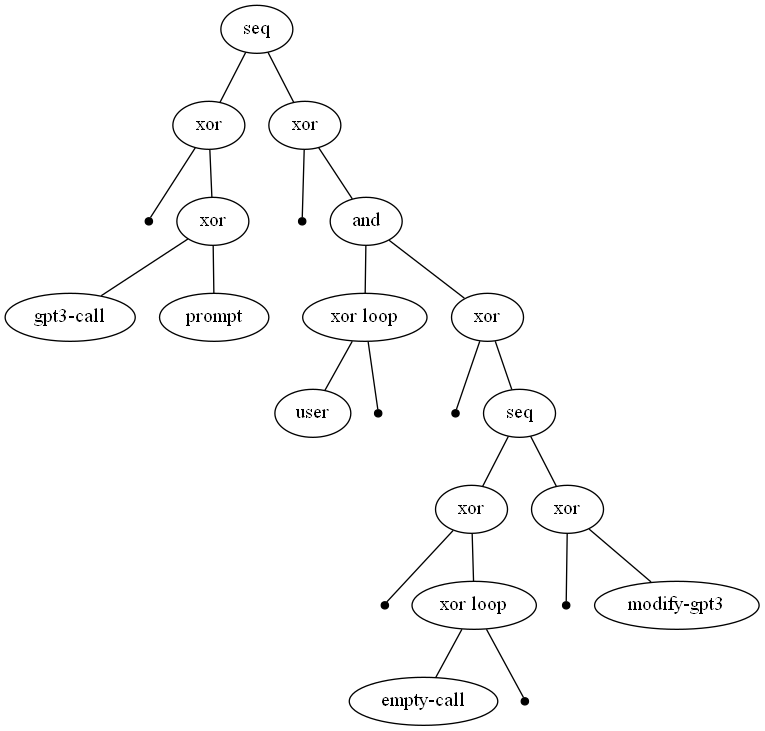 seq
xor xor
xor and
gpt3-call prompt xor loop xor
user seq
xor xor
xor loop modify-gpt3
empty-call